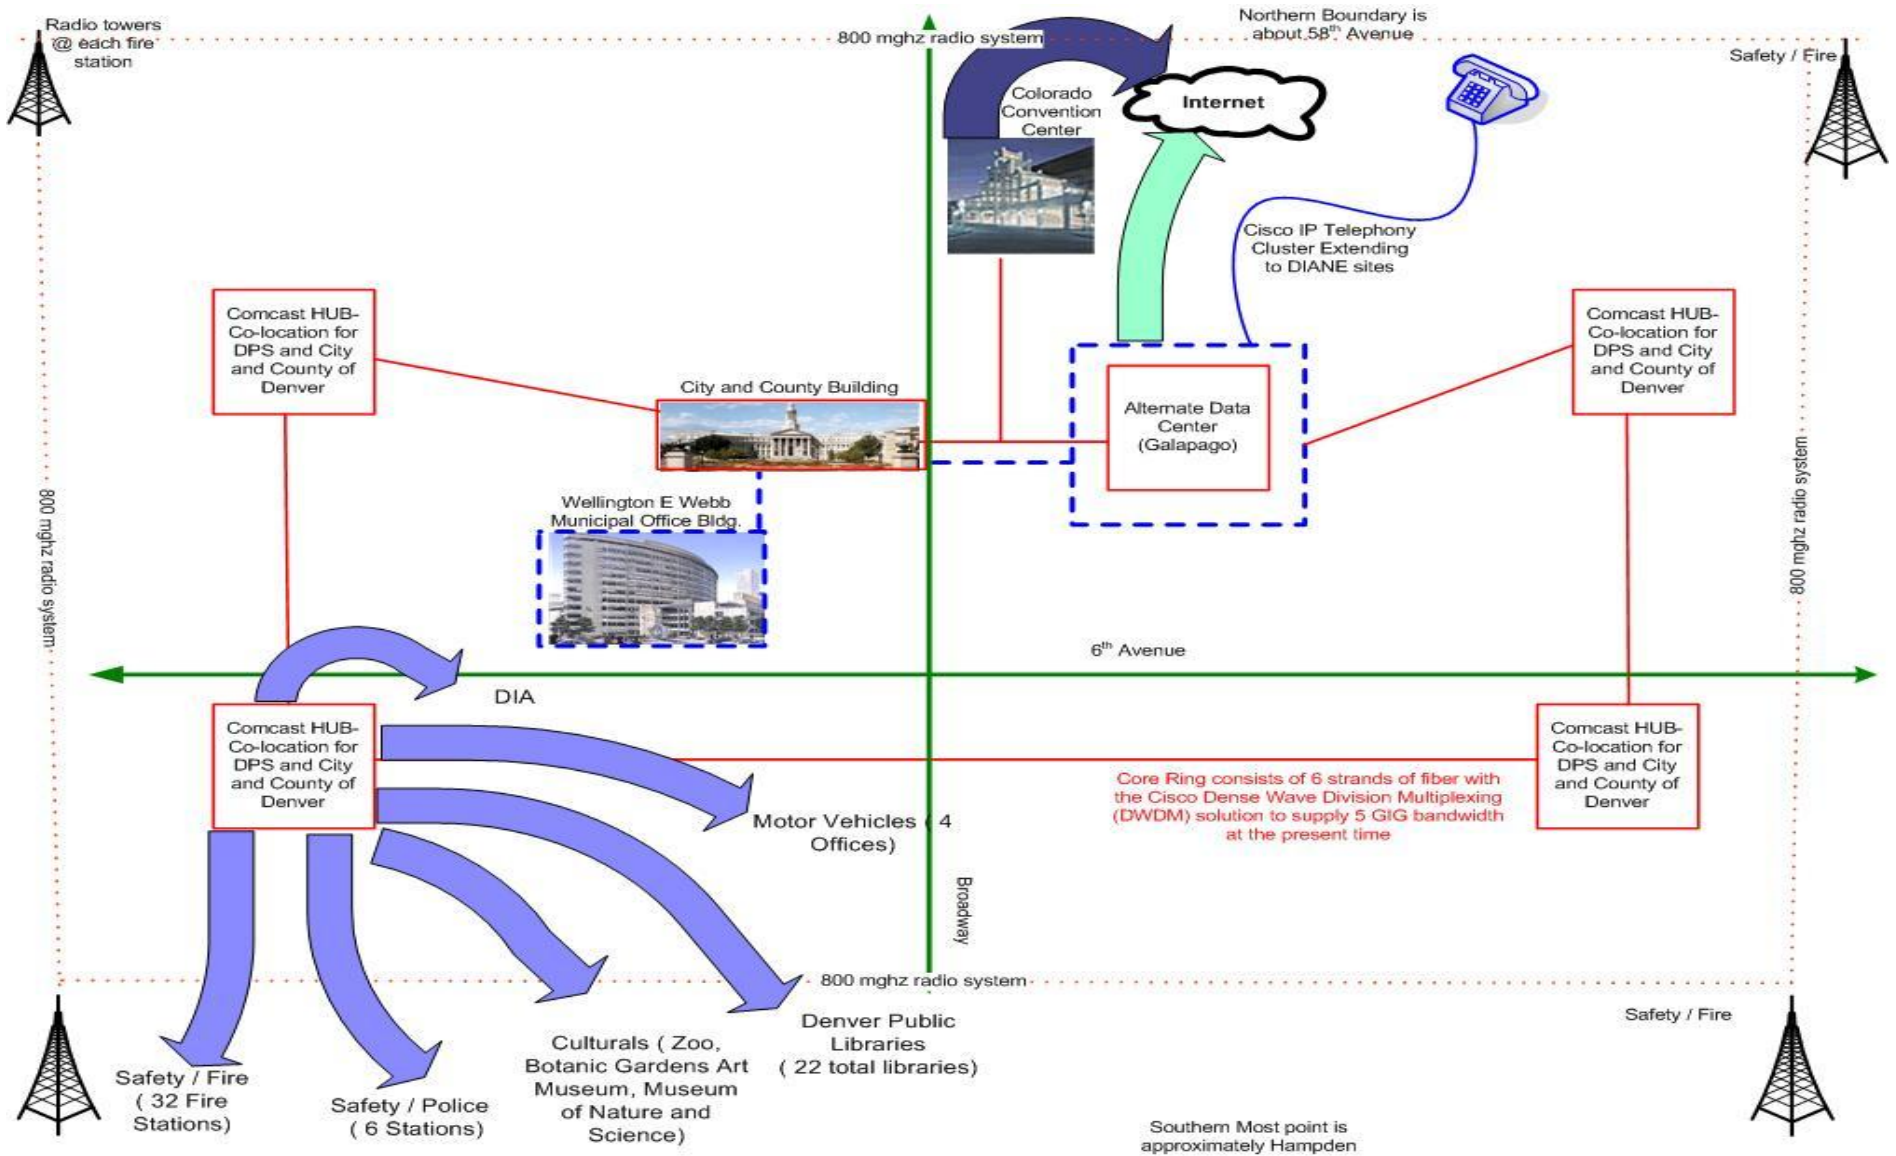 Radio towers
@ each fire
station
800 mghz radio system
Northern Boundary is
about 58th Avenue
Safety / Fire
Colorado
Convention
Center
Internet
Cisco IP Telephony
Cluster Extending
to DIANE sites
Comcast HUB-
Co-location for
DPS and City
and County of
Denver
City and County Building
Alternate Data
Center
(Galapago)
Comcast HUB-
Co-location for
DPS and City
and County of
Denver
Wellington E Webb
Municipal Office Bldg.
800 mghz radio system
800 mghz radio system
6th Avenue
DIA
Comcast HUB-
Co-location for
DPS and City
and County of
Denver
Motor Vehicles ( 4
Offices)
Core Ring consists of 6 strands of fiber with
the Cisco Dense Wave Division Multiplexing
(DWDM) solution to supply 5 GIG bandwidth
at the present time
Comcast HUB-
Co-location for
DPS and City
and County of
Denver
Broadway
800 mghz radio system
Safety / Fire
( 32 Fire
Stations)
Safety / Police
( 6 Stations)
Culturals ( Zoo,
Botanic Gardens Art
Museum, Museum
of Nature and
Science)
Denver Public
Libraries
( 22 total libraries)
Safety / Fire
Southern Most point is
approximately Hampden